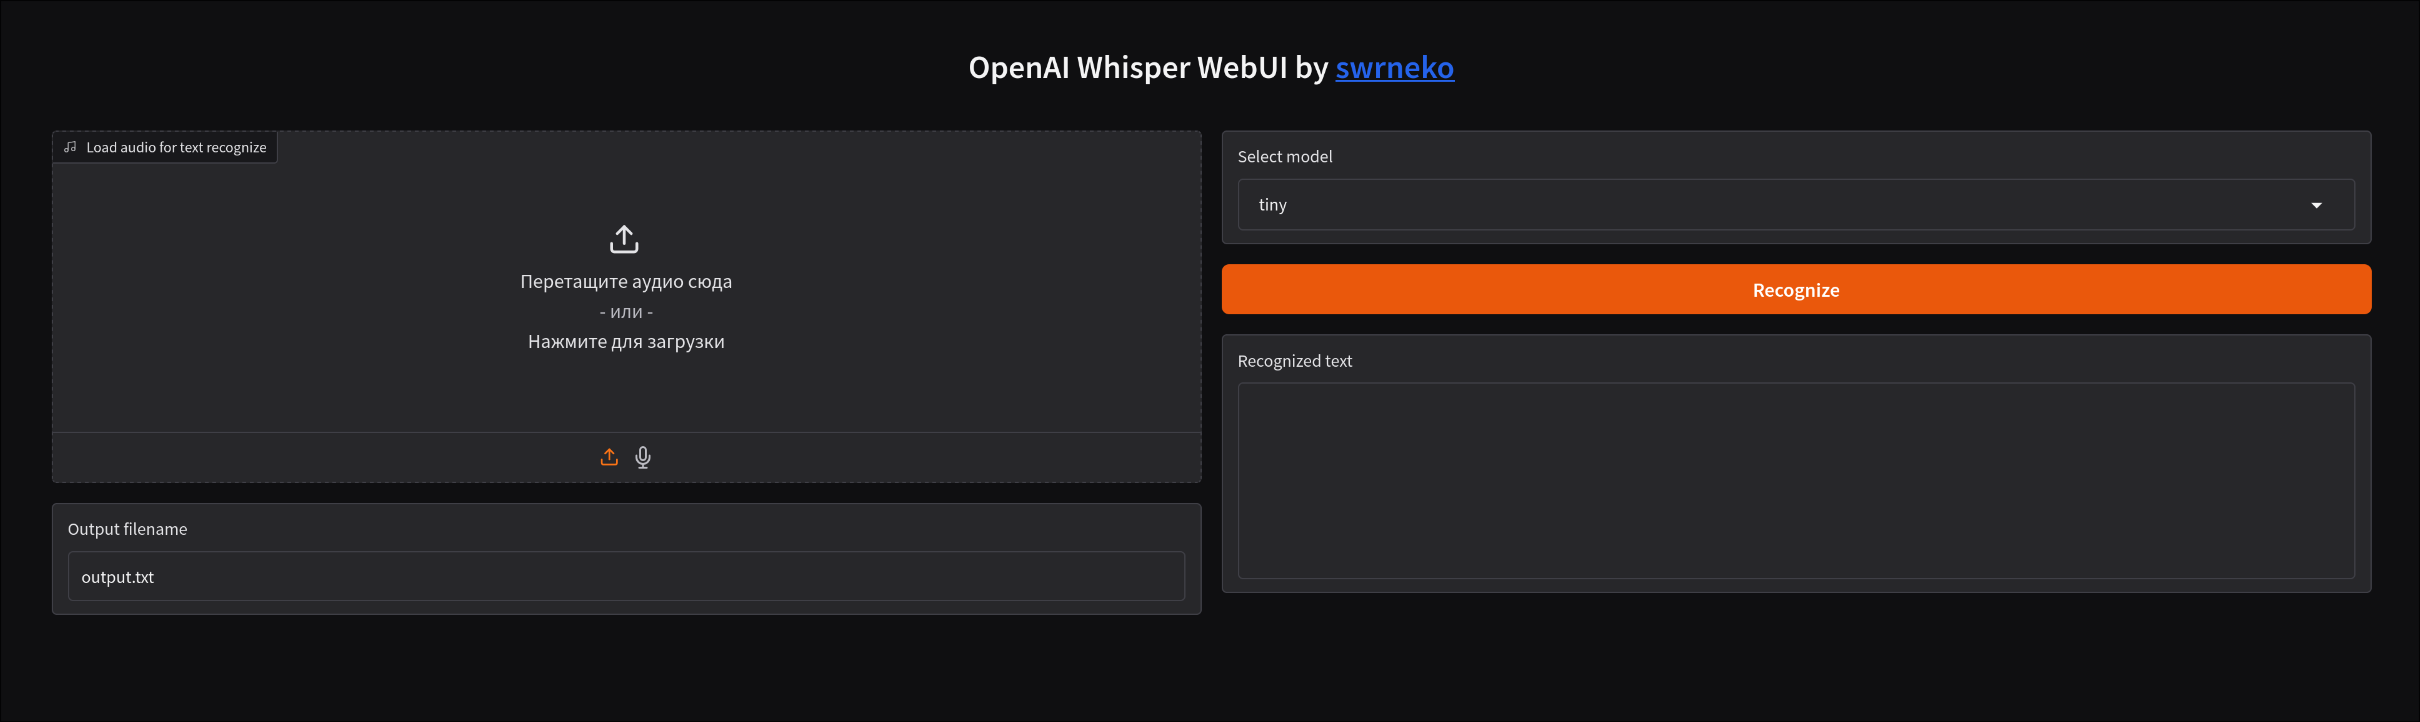 OpenAI Whisper WebUI by swrneko
Load audio for text recognize
Перетащите аудио сюда
- или -
Нажмите для загрузки
Output filename
output.txt
Select model
tiny
Recognize
Recognized text